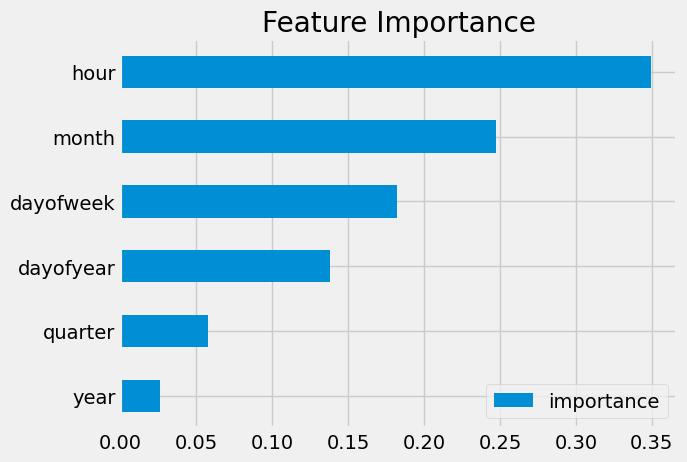 Feature Importance
hour
month
dayofweek
dayofyear
quarter
year
importance
0.00 0.05 0.10 0.15 0.20 0.25 0.30 0.35